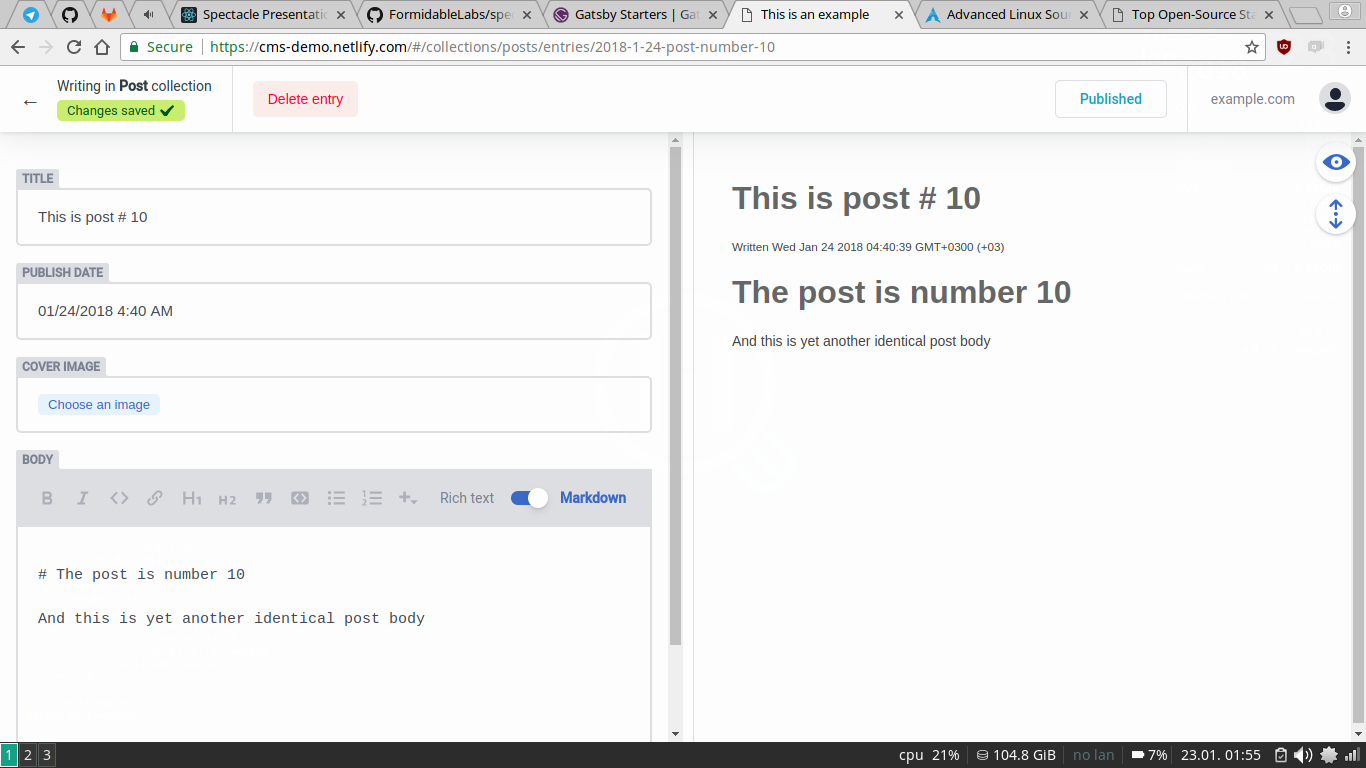 Spectacle Presentatio
FormidableLabs/spe
Gatsby Starters | Gat
This is an example
Advanced Linux Sou
Top Open-Source Sta
Secure https://cms-demo.netlify.com/#/collections/posts/entries/2018-1-24-post-number-10
Writing in Post collection
Changes saved
Delete entry
Published
example.com
TITLE
This is post # 10
PUBLISH DATE
01/24/2018 4:40 AM
COVER IMAGE
Choose an image
BODY
B I H1 H2 Rich text Markdown
# The post is number 10
And this is yet another identical post body
This is post # 10
Written Wed Jan 24 2018 04:40:39 GMT+0300 (+03)
The post is number 10
And this is yet another identical post body
1 2 3 cpu 21% 104.8 GiB no lan 7% 23.01. 01:55